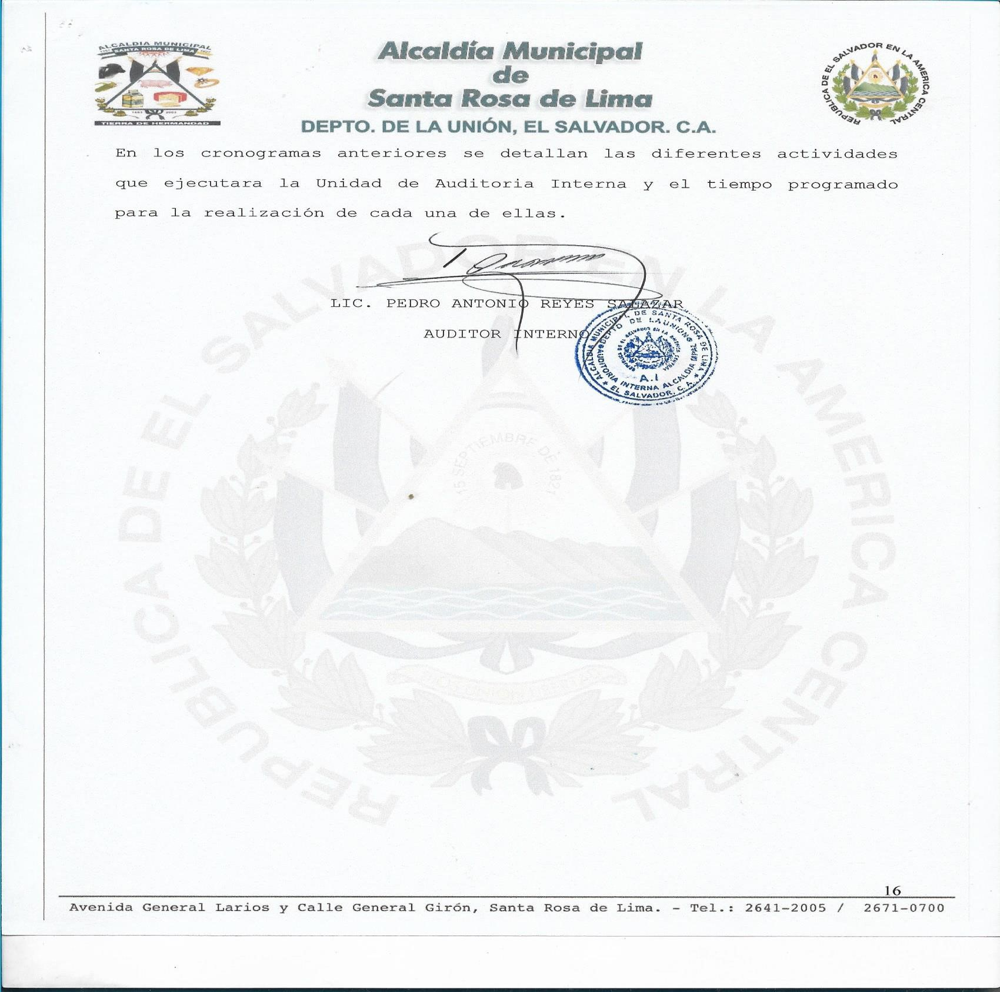 ALCALDIA MUNICIPAL
SANTA ROSA DE LIMA
TIERRA DE HERMANDAD
Alcaldía Municipal
de
Santa Rosa de Lima
DEPTO. DE LA UNIÓN, EL SALVADOR. C.A.
REPUBLICA DE EL SALVADOR EN LA AMERICA CENTRAL
En los cronogramas anteriores se detallan las diferentes actividades
que ejecutara la Unidad de Auditoria Interna y el tiempo programado
para la realización de cada una de ellas.
LIC. PEDRO ANTONIO REYES SALAZAR
AUDITOR INTERNO
ALCALDIA MUNICIPAL DE SANTA ROSA DE LIMA
DEPTO DE LA UNION
AUDITORIA INTERNA ALCALDIA MPAL
A.I
EL SALVADOR, C.A.
REPUBLICA DE EL SALVADOR EN LA AMERICA CENTRAL
15 SEPTIEMBRE DE 1821
16
Avenida General Larios y Calle General Girón, Santa Rosa de Lima. - Tel.: 2641-2005 / 2671-0700